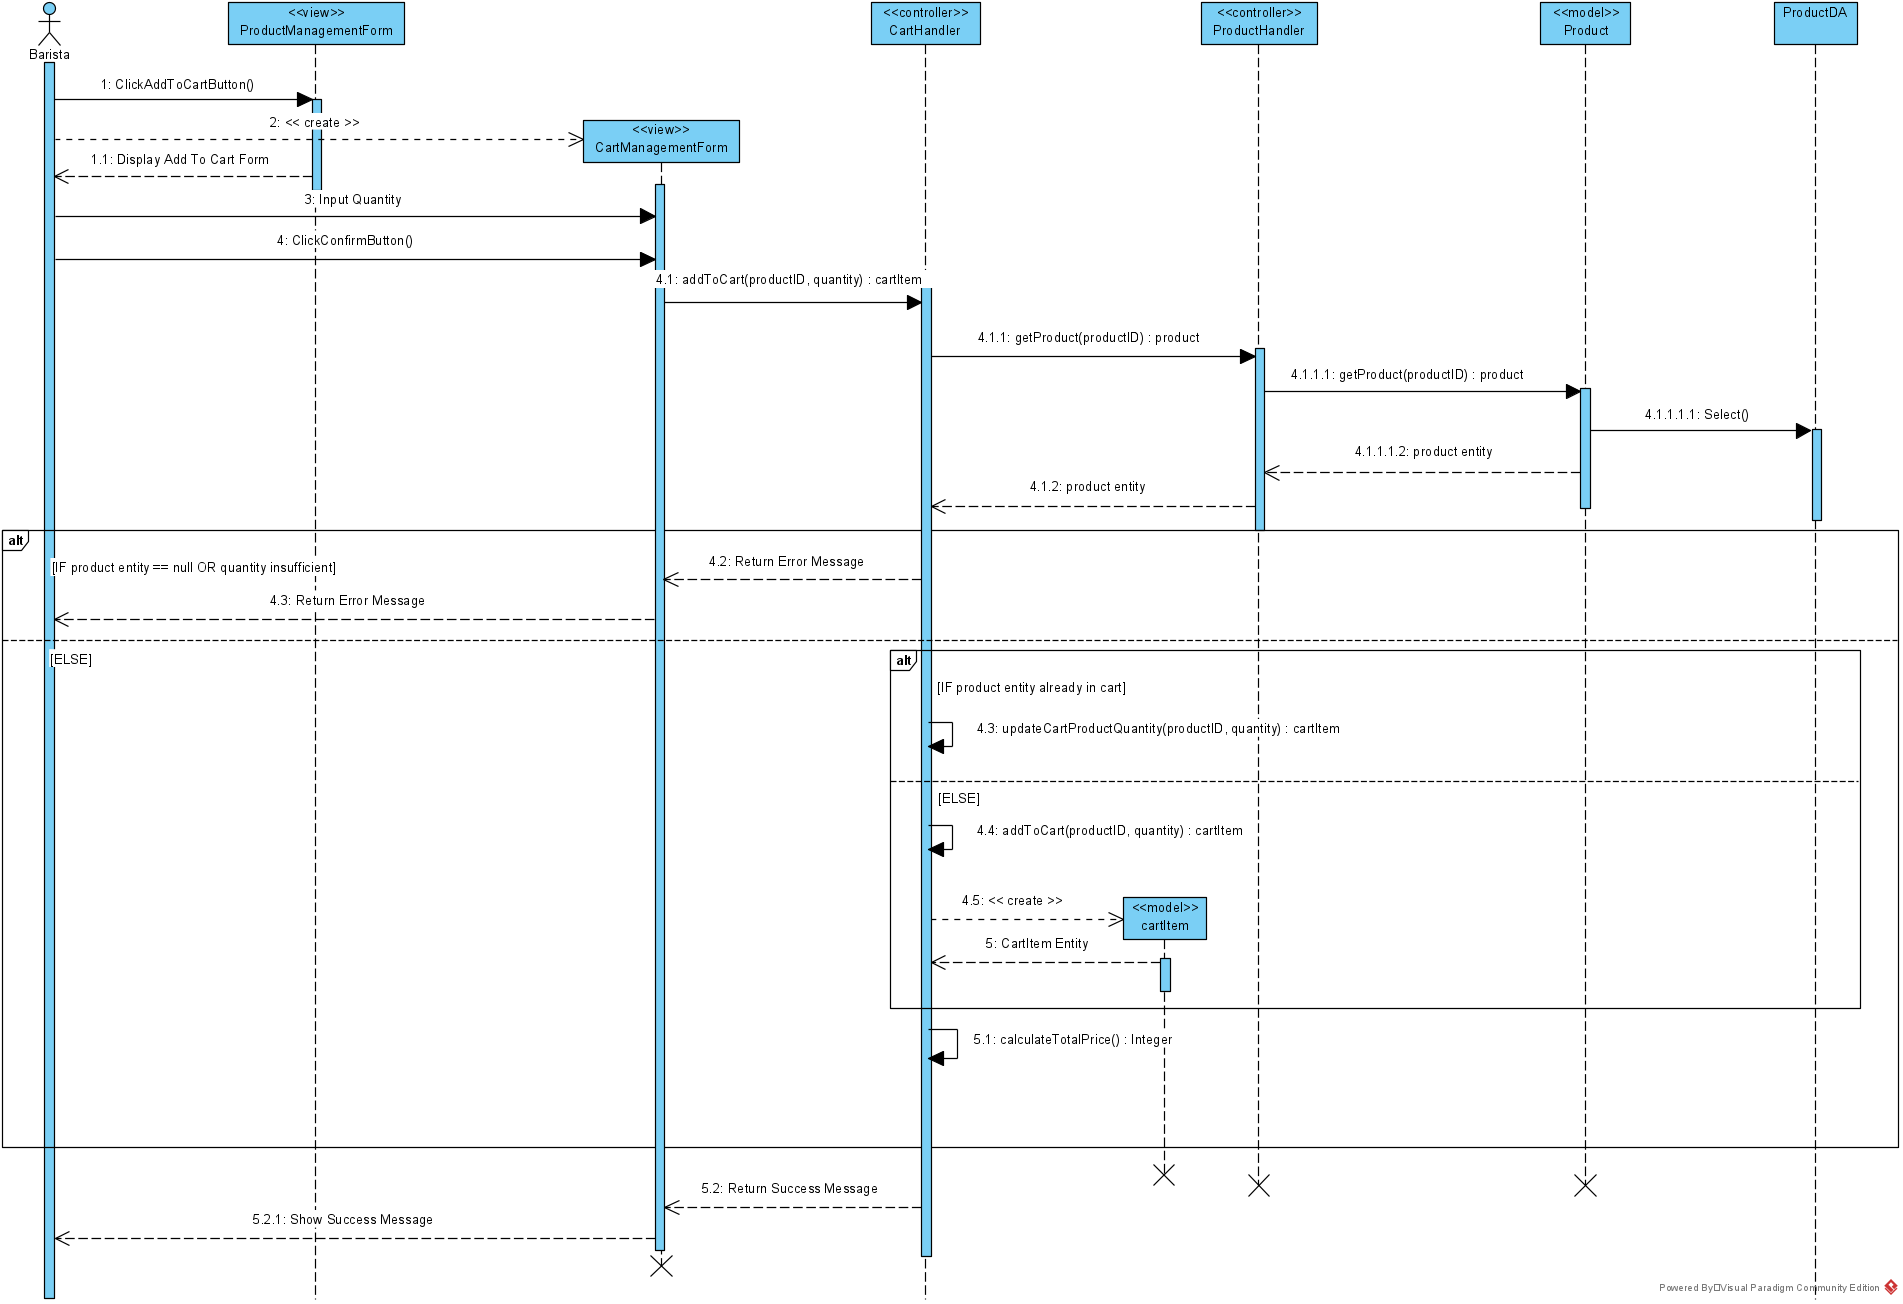 <<view>>
ProductManagementForm
<<controller>>
CartHandler
<<controller>>
ProductHandler
<<model>>
Product
ProductDA
Barista
1: ClickAddToCartButton()
2: << create >>
<<view>>
CartManagementForm
1.1: Display Add To Cart Form
3: Input Quantity
4: ClickConfirmButton()
4.1: addToCart(productID, quantity) : cartItem
4.1.1: getProduct(productID) : product
4.1.1.1: getProduct(productID) : product
4.1.1.1.1: Select()
4.1.1.1.2: product entity
4.1.2: product entity
alt
[IF product entity == null OR quantity insufficient]
4.2: Return Error Message
4.3: Return Error Message
[ELSE]
alt
[IF product entity already in cart]
4.3: updateCartProductQuantity(productID, quantity) : cartItem
[ELSE]
4.4: addToCart(productID, quantity) : cartItem
4.5: << create >>
<<model>>
cartItem
5: CartItem Entity
5.1: calculateTotalPrice() : Integer
5.2: Return Success Message
5.2.1: Show Success Message
Powered By Visual Paradigm Community Edition